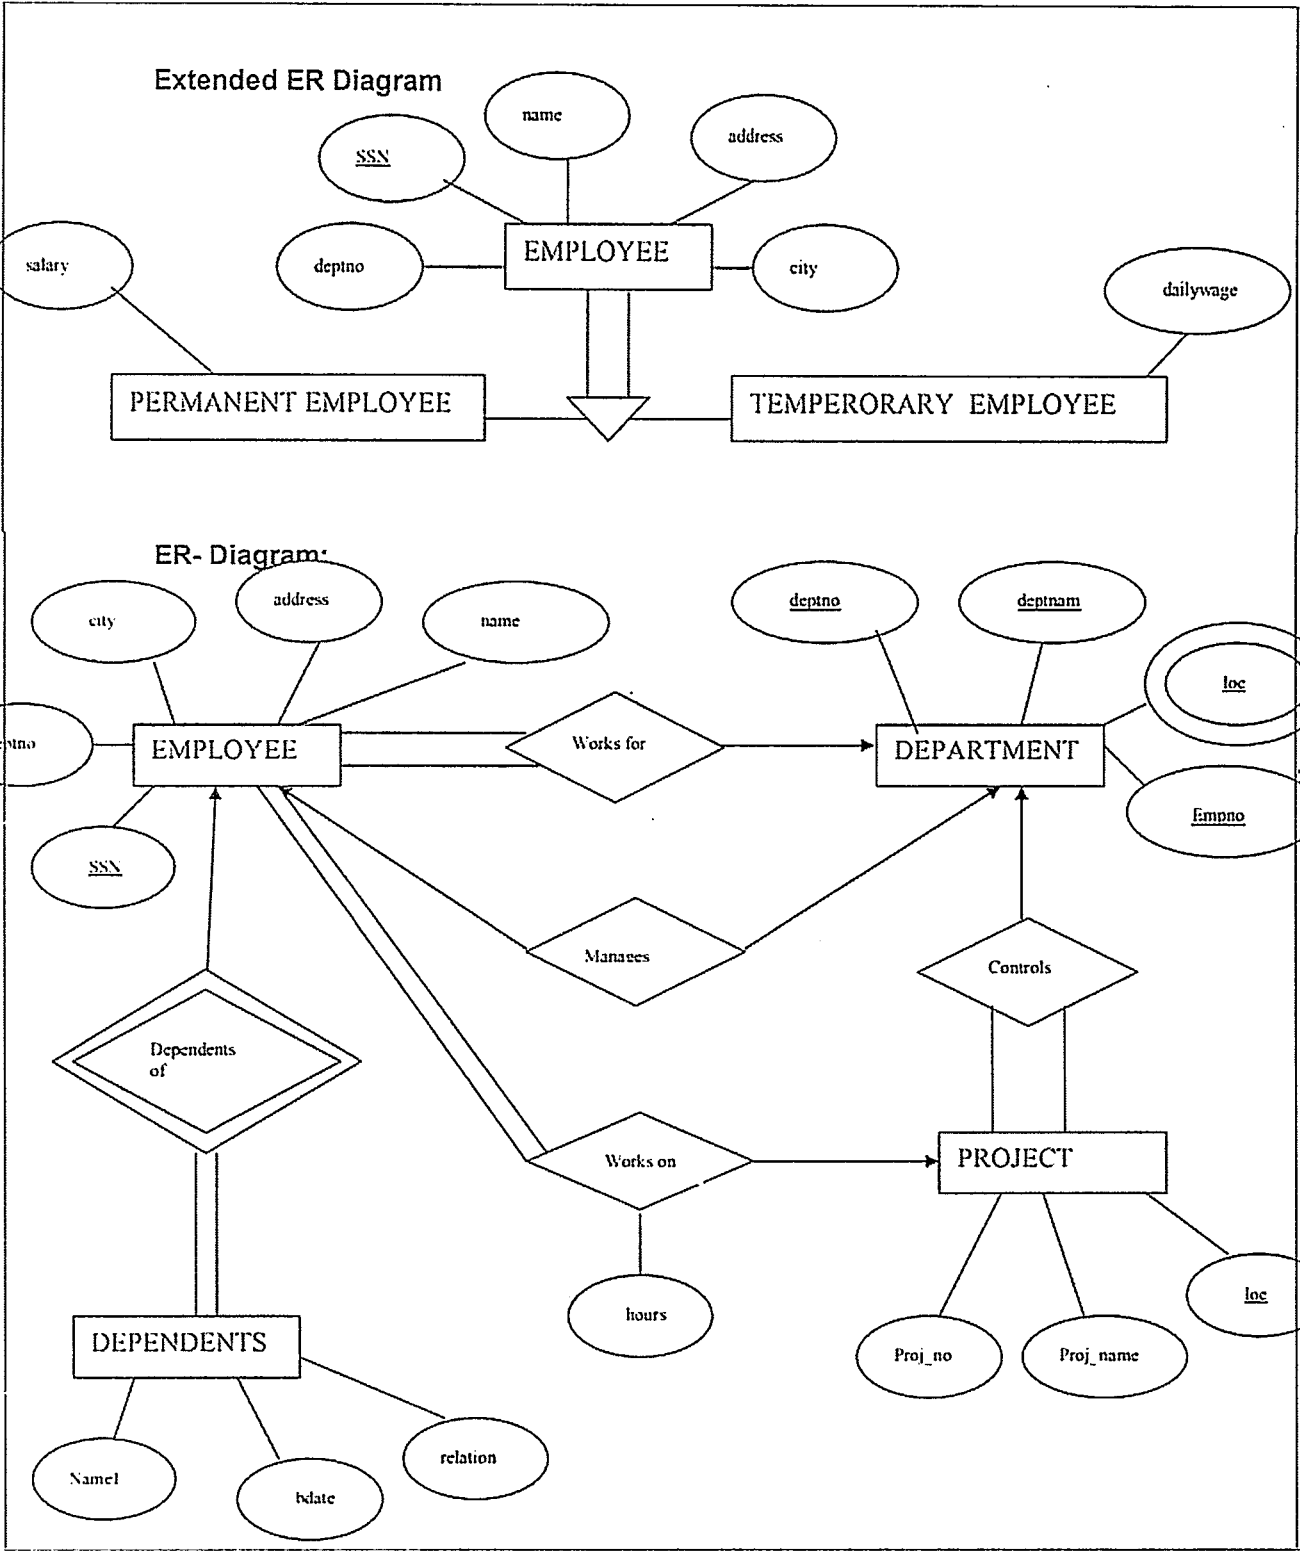 Extended ER Diagram
name
SSN
address
EMPLOYEE
salary
deptno
city
dailywage
PERMANENT EMPLOYEE
TEMPERORARY EMPLOYEE
ER- Diagram:
city
address
name
deptno
deptnam
loc
ptno
EMPLOYEE
Works for
DEPARTMENT
Empno
SSN
Manages
Controls
Dependents
of
Works on
PROJECT
hours
loc
DEPENDENTS
Proj_no
Proj_name
Name1
bdate
relation